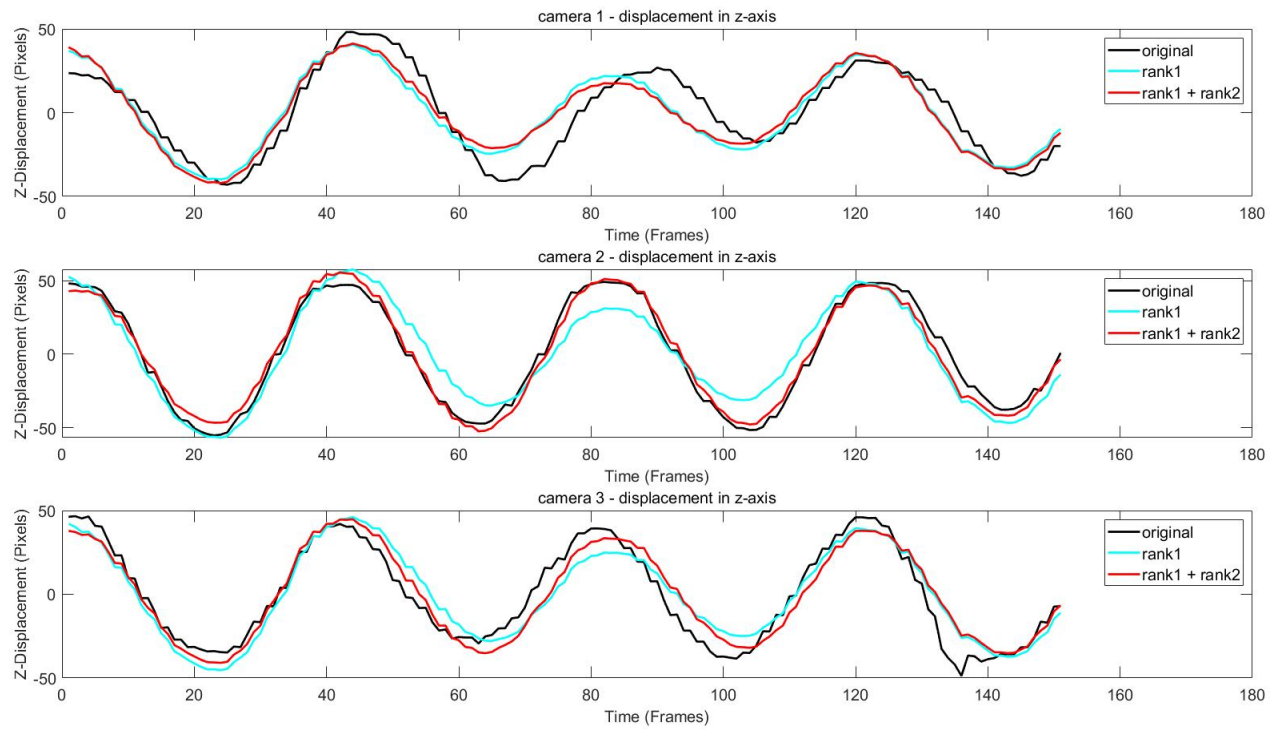 camera 1 - displacement in z-axis
Z-Displacement (Pixels)
50
0
-50
original
rank1
rank1 + rank2
0 20 40 60 80 100 120 140 160 180
Time (Frames)
camera 2 - displacement in z-axis
Z-Displacement (Pixels)
50
0
-50
original
rank1
rank1 + rank2
0 20 40 60 80 100 120 140 160 180
Time (Frames)
camera 3 - displacement in z-axis
Z-Displacement (Pixels)
50
0
-50
original
rank1
rank1 + rank2
0 20 40 60 80 100 120 140 160 180
Time (Frames)